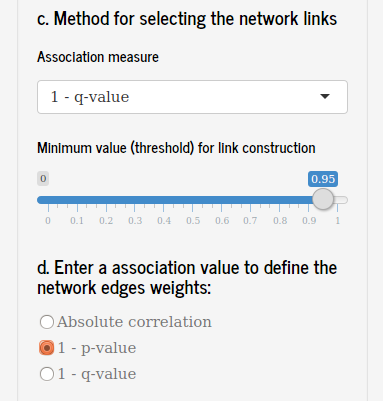 c. Method for selecting the network links
Association measure
1 - q-value
Minimum value (threshold) for link construction
0 0.95
0 0.1 0.2 0.3 0.4 0.5 0.6 0.7 0.8 0.9 1
d. Enter a association value to define the
network edges weights:
Absolute correlation
1 - p-value
1 - q-value